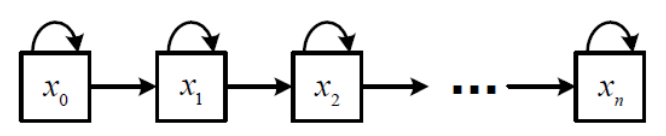 x₀ x₁ x₂ ... xₙ